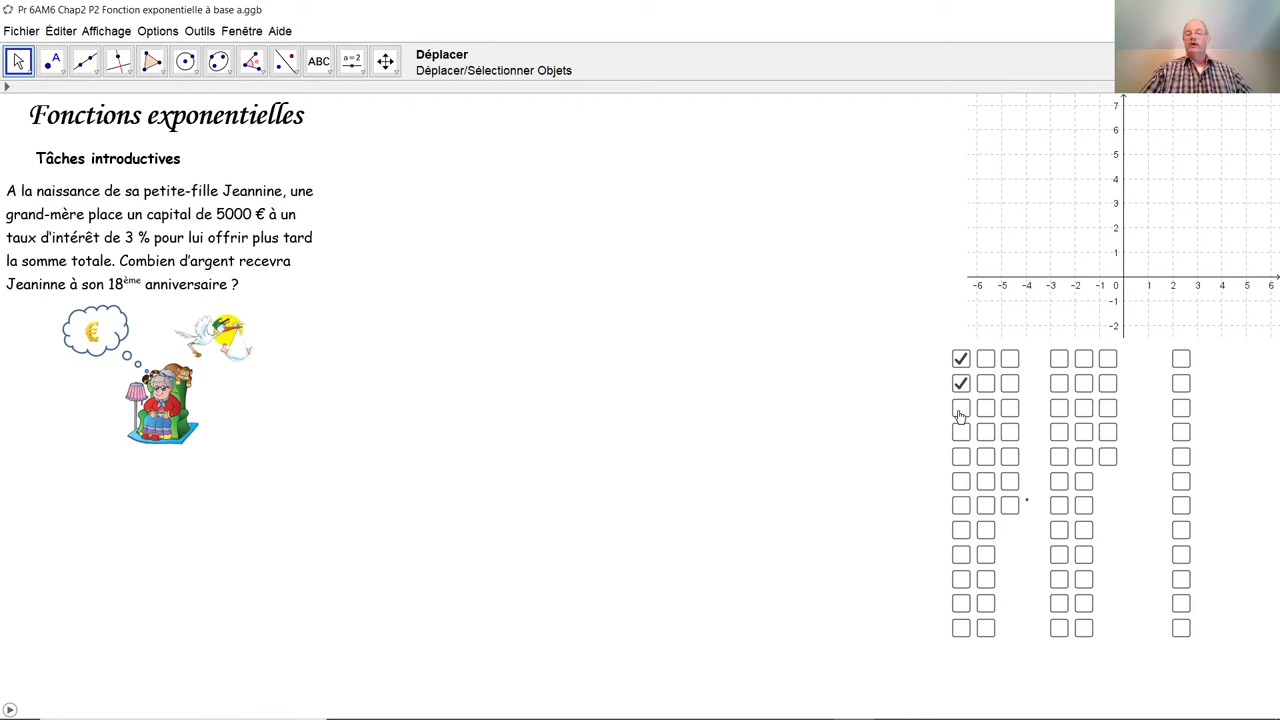 Pr 6AM6 Chap2 P2 Fonction exponentielle à base a.ggb
Fichier Éditer Affichage Options Outils Fenêtre Aide
A
ABC
a=2
Déplacer
Déplacer/Sélectionner Objets
Fonctions exponentielles
Tâches introductives
A la naissance de sa petite-fille Jeannine, une
grand-mère place un capital de 5000 € à un
taux d'intérêt de 3 % pour lui offrir plus tard
la somme totale. Combien d'argent recevra
Jeaninne à son 18ème anniversaire ?
€
7
6
5
4
3
2
1
-6 -5 -4 -3 -2 -1 0 1 2 3 4 5 6
-1
-2